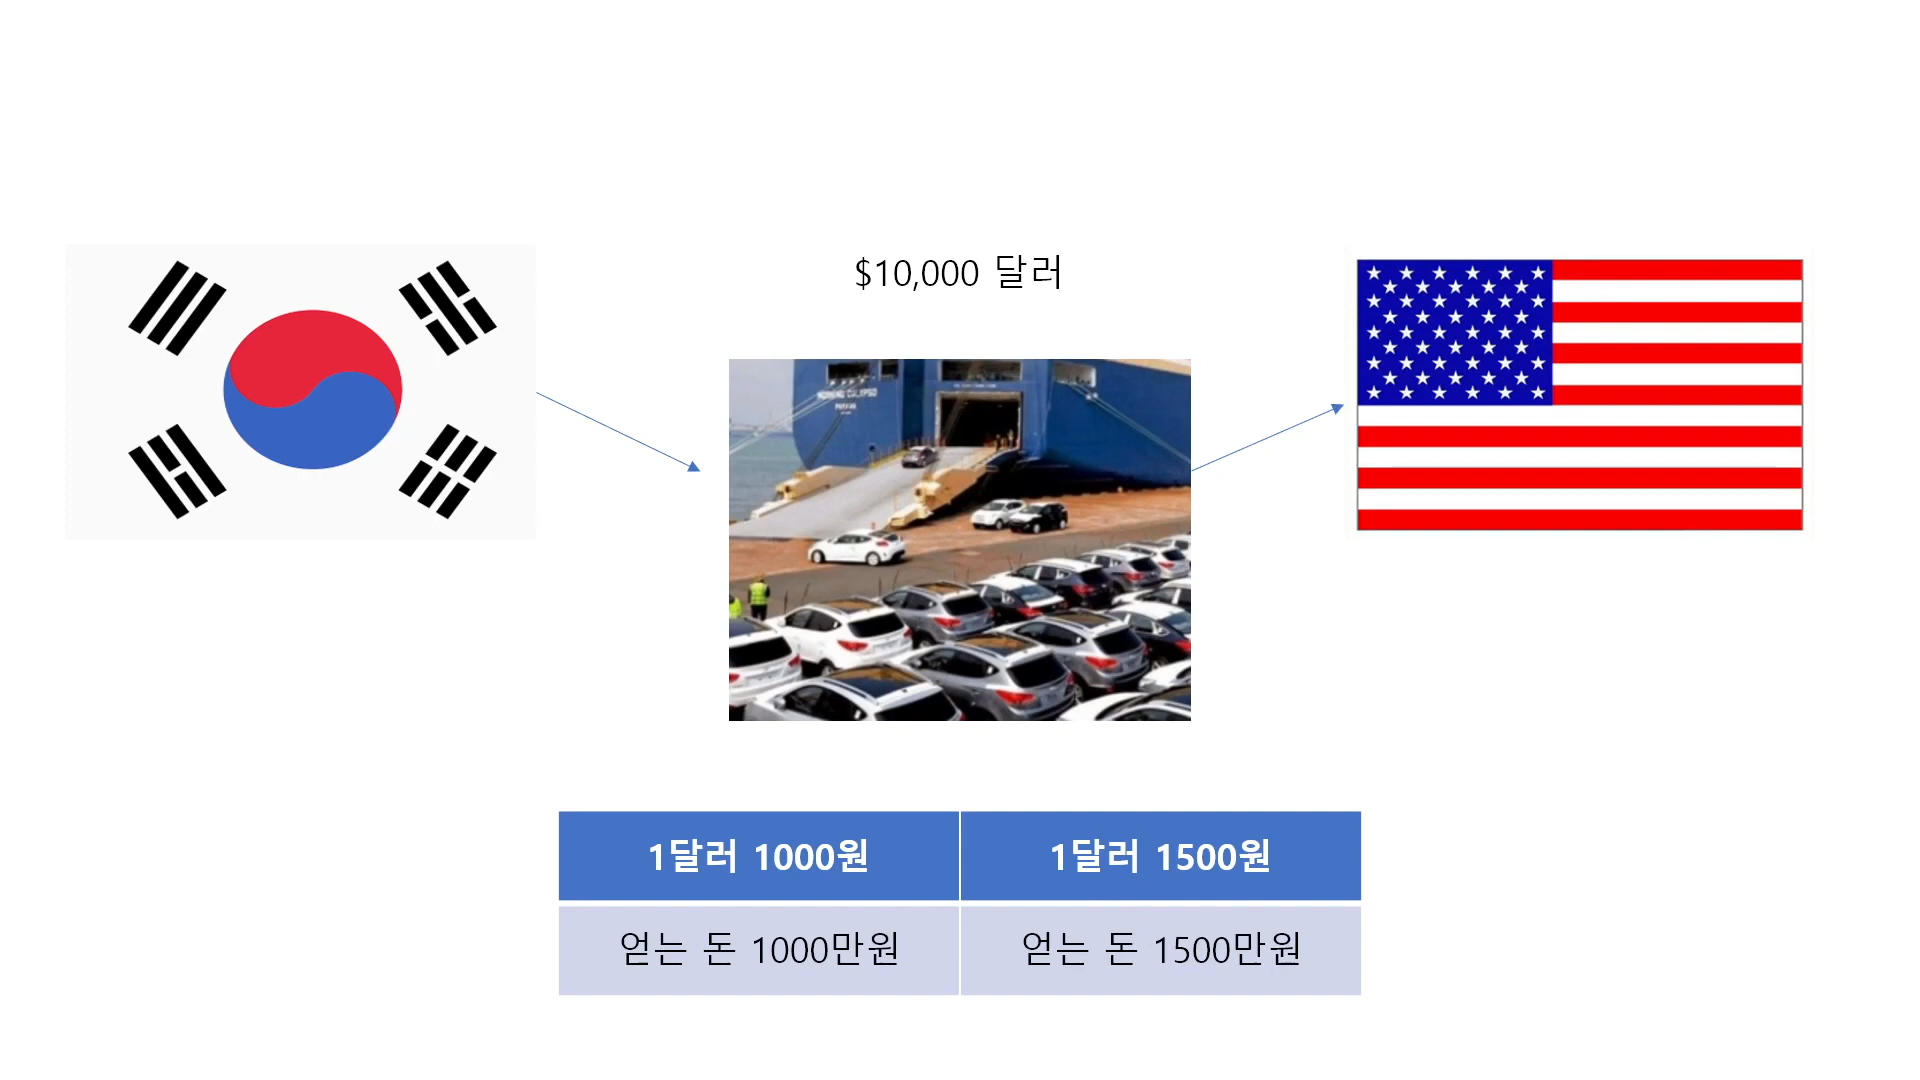 $10,000 달러
1달러 1000원
1달러 1500원
얻는 돈 1000만원
얻는 돈 1500만원